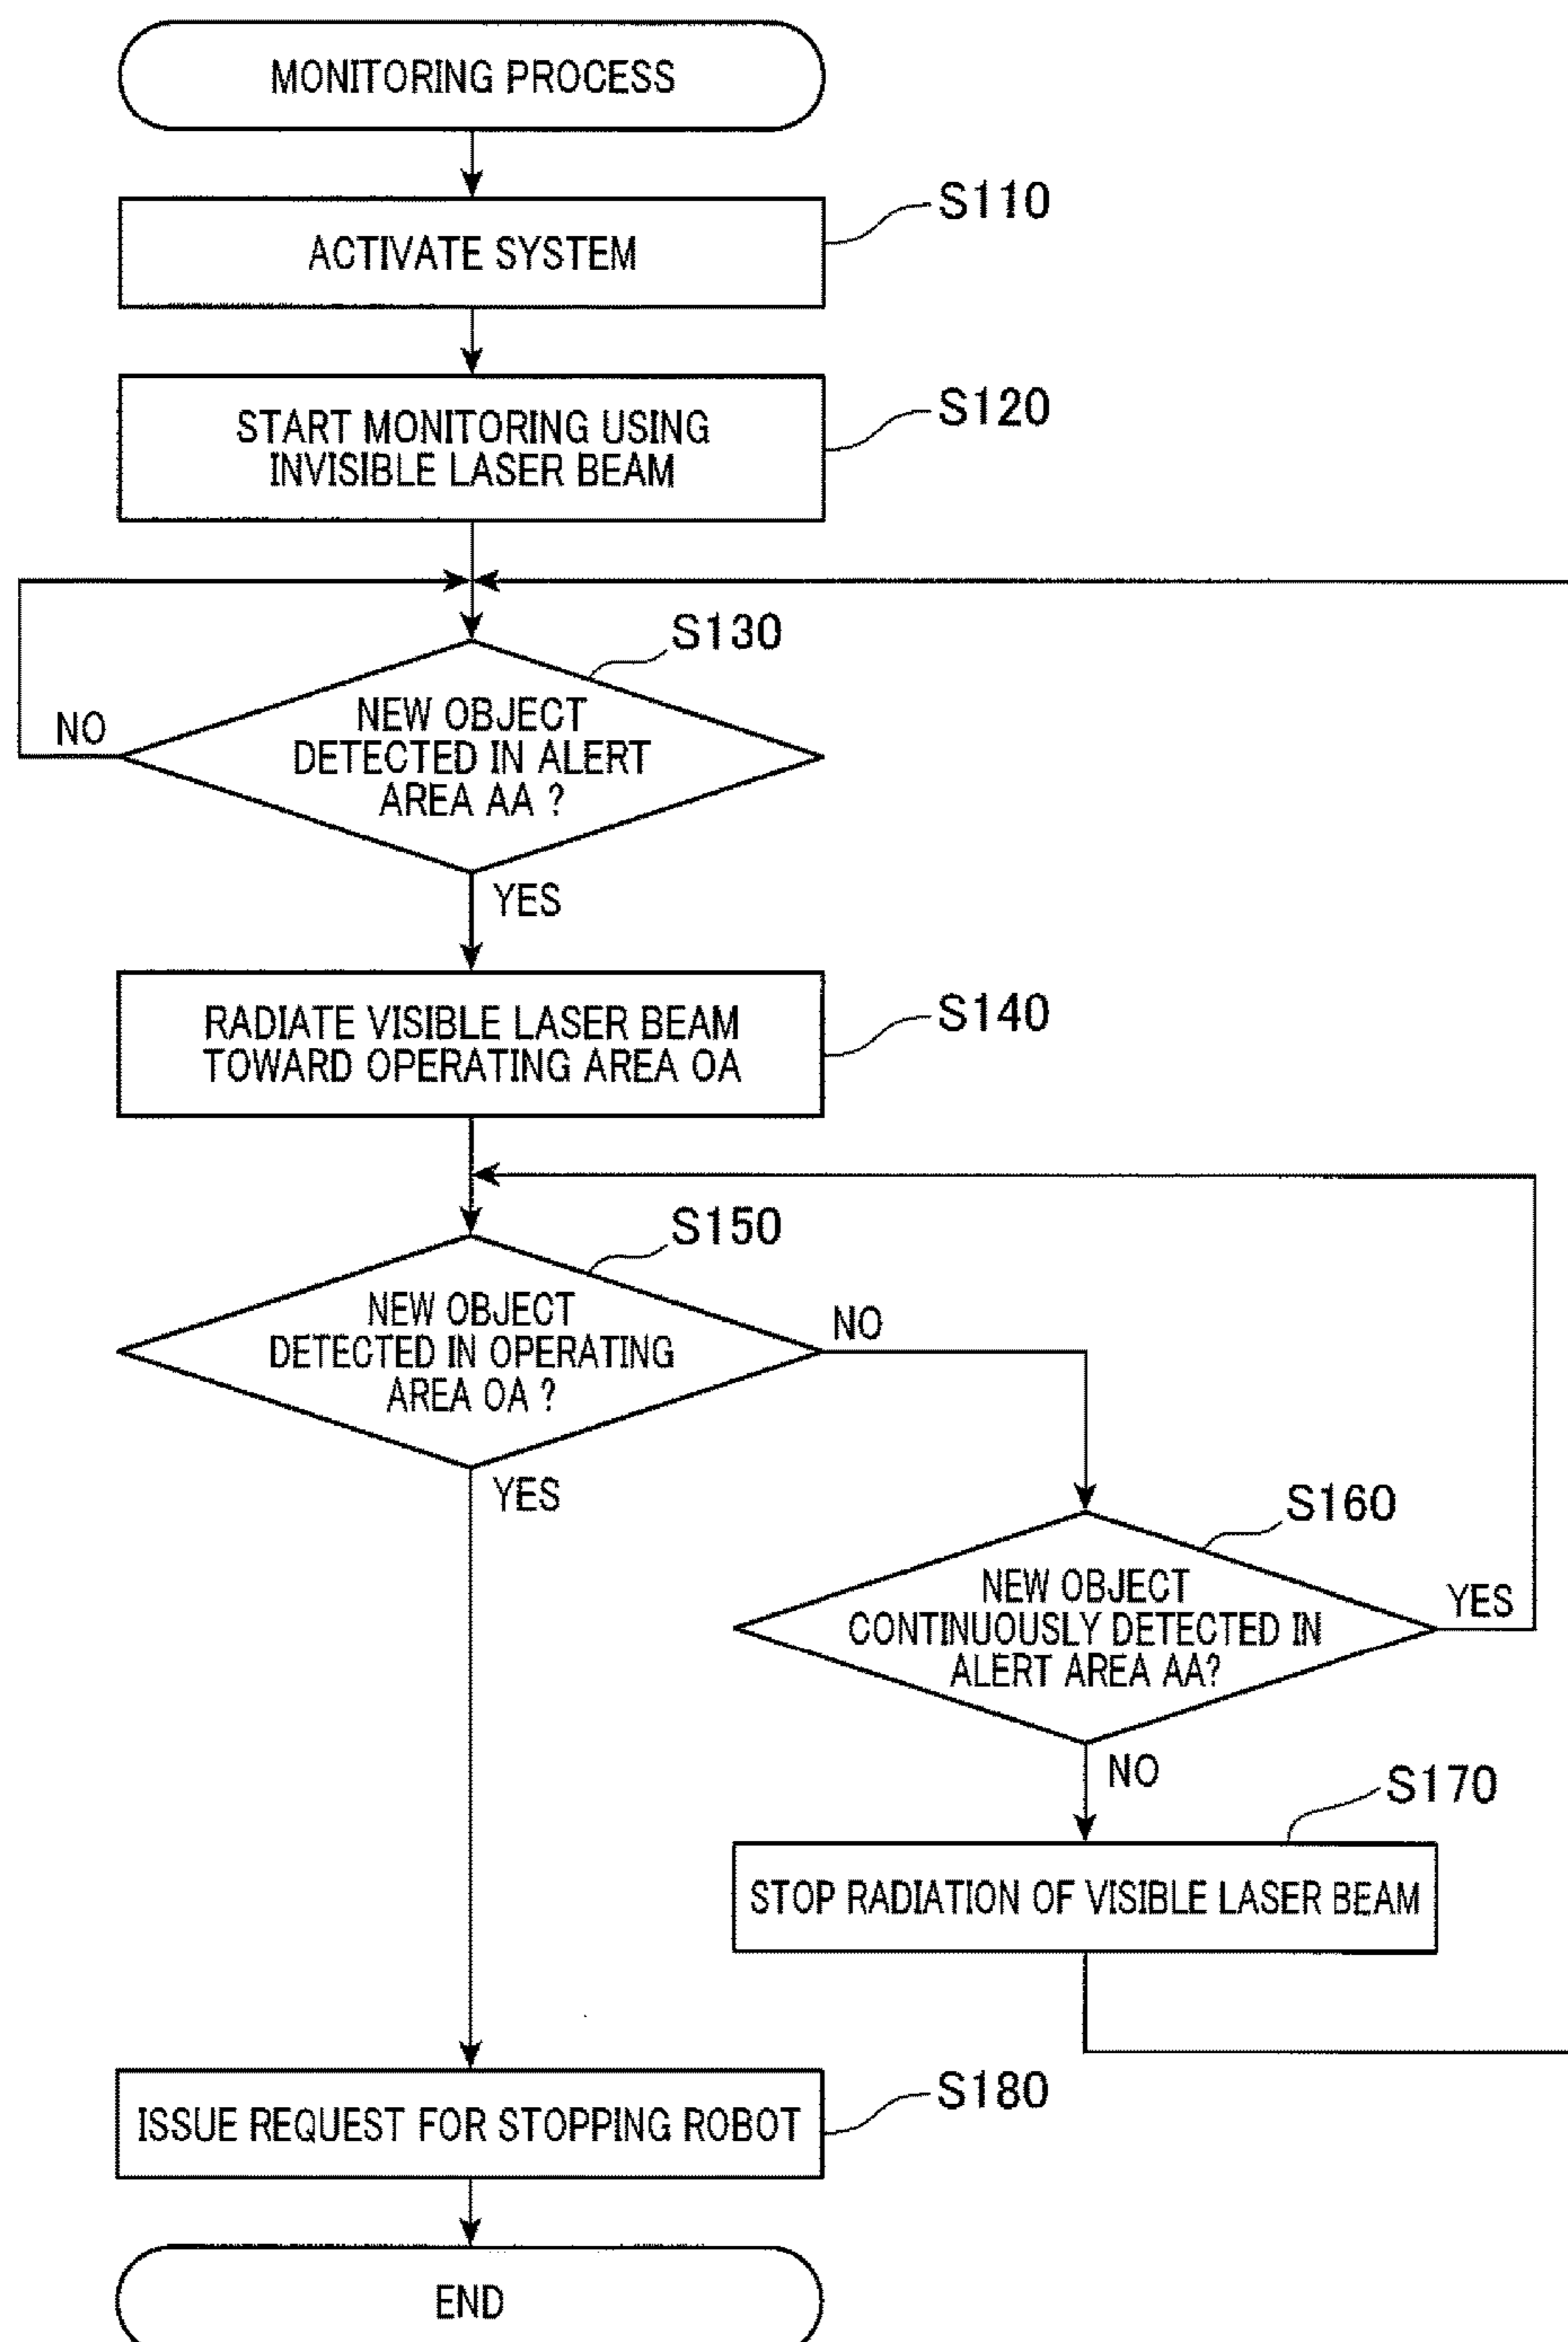 MONITORING PROCESS
S110
ACTIVATE SYSTEM
S120
START MONITORING USING
INVISIBLE LASER BEAM
S130
NEW OBJECT
DETECTED IN ALERT
AREA AA ?
NO
YES
S140
RADIATE VISIBLE LASER BEAM
TOWARD OPERATING AREA OA
S150
NEW OBJECT
DETECTED IN OPERATING
AREA OA ?
NO
YES
S160
NEW OBJECT
CONTINUOUSLY DETECTED IN
ALERT AREA AA?
YES
NO
S170
STOP RADIATION OF VISIBLE LASER BEAM
S180
ISSUE REQUEST FOR STOPPING ROBOT
END